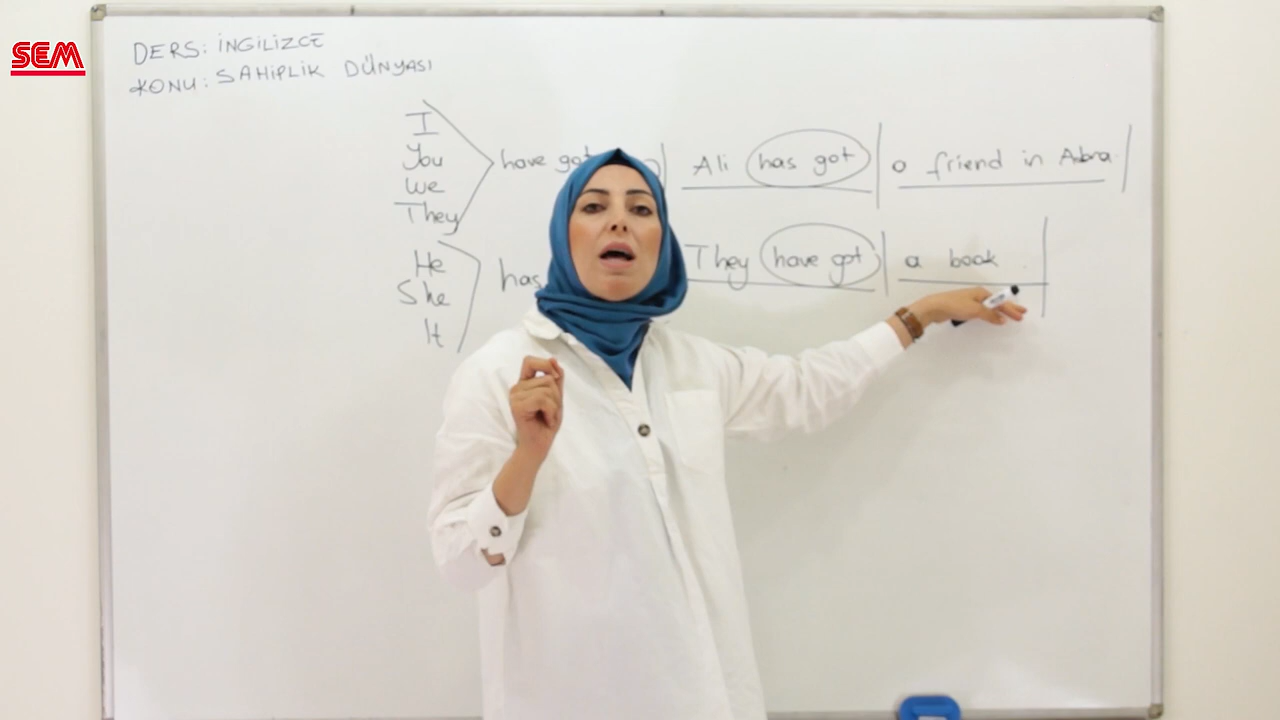 SEM
DERS: İNGİLİZCE
KONU: SAHİPLİK DÜNYASI
I
You
We
They
have got
Ali has got a friend in
He
She
It
has
They have got a book